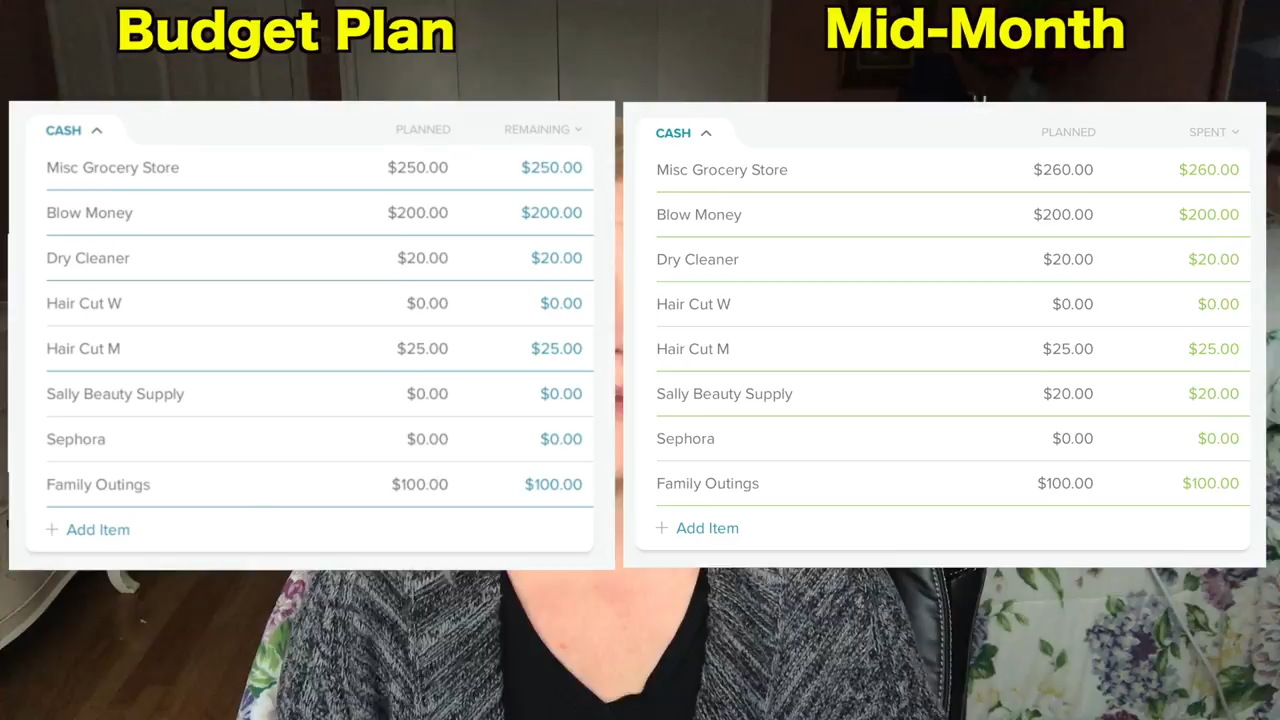 Budget Plan
CASH PLANNED REMAINING
Misc Grocery Store $250.00 $250.00
Blow Money $200.00 $200.00
Dry Cleaner $20.00 $20.00
Hair Cut W $0.00 $0.00
Hair Cut M $25.00 $25.00
Sally Beauty Supply $0.00 $0.00
Sephora $0.00 $0.00
Family Outings $100.00 $100.00
+ Add Item
Mid-Month
CASH PLANNED SPENT
Misc Grocery Store $260.00 $260.00
Blow Money $200.00 $200.00
Dry Cleaner $20.00 $20.00
Hair Cut W $0.00 $0.00
Hair Cut M $25.00 $25.00
Sally Beauty Supply $20.00 $20.00
Sephora $0.00 $0.00
Family Outings $100.00 $100.00
+ Add Item